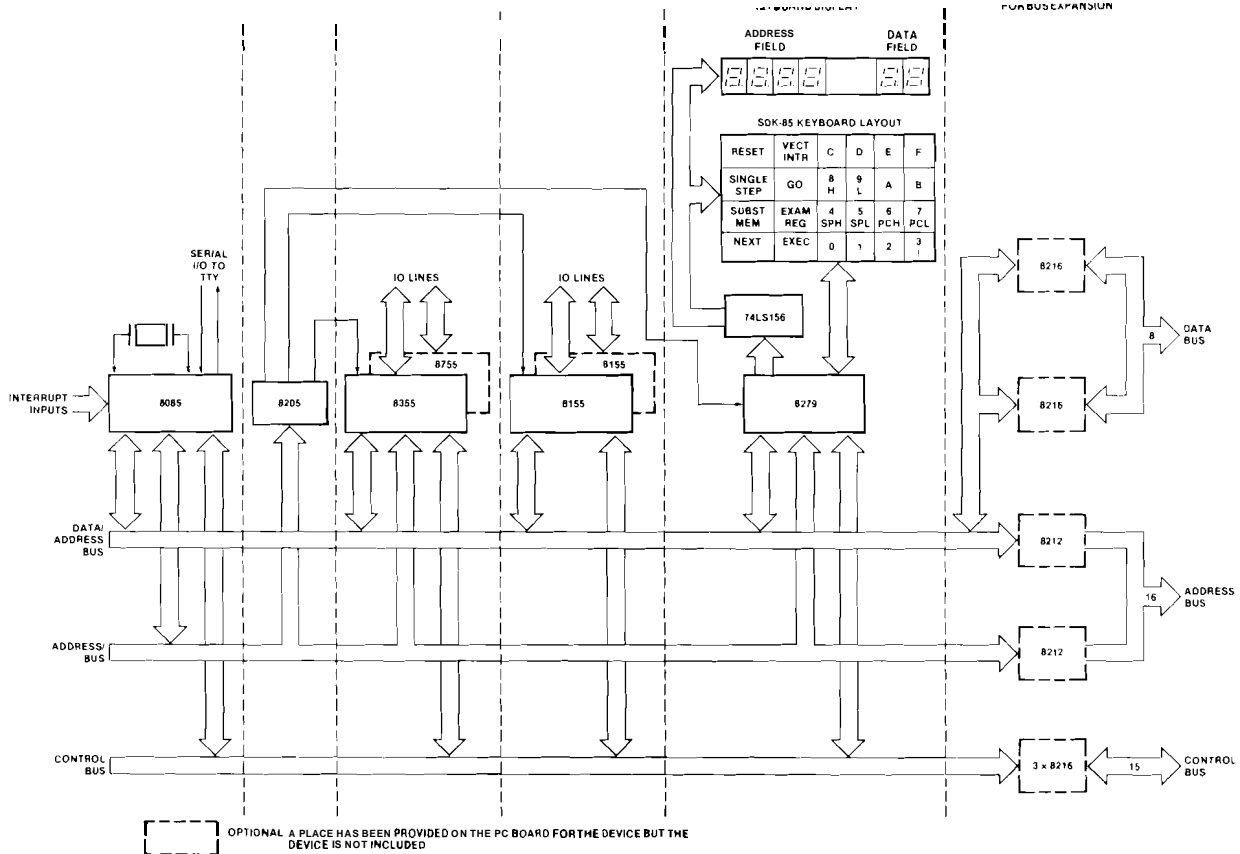 FOR BUS EXPANSION
ADDRESS
FIELD
DATA
FIELD
SDK-85 KEYBOARD LAYOUT
RESET VECT INTR C D E F
SINGLE STEP GO 8 H 9 L A B
SUBST MEM EXAM REG 4 SPH 5 SPL 6 PCH 7 PCL
NEXT EXEC 0 1 2 3 I
SERIAL
I/O TO
TTY
IO LINES
IO LINES
74LS156
8216
8216
8
DATA
BUS
INTERRUPT
INPUTS
8085
8205
8755
8355
8155
8155
8279
DATA/
ADDRESS
BUS
8212
16
ADDRESS
BUS
ADDRESS/
BUS
8212
CONTROL
BUS
3 x 8216
15
CONTROL
BUS
OPTIONAL A PLACE HAS BEEN PROVIDED ON THE PC BOARD FOR THE DEVICE BUT THE
DEVICE IS NOT INCLUDED